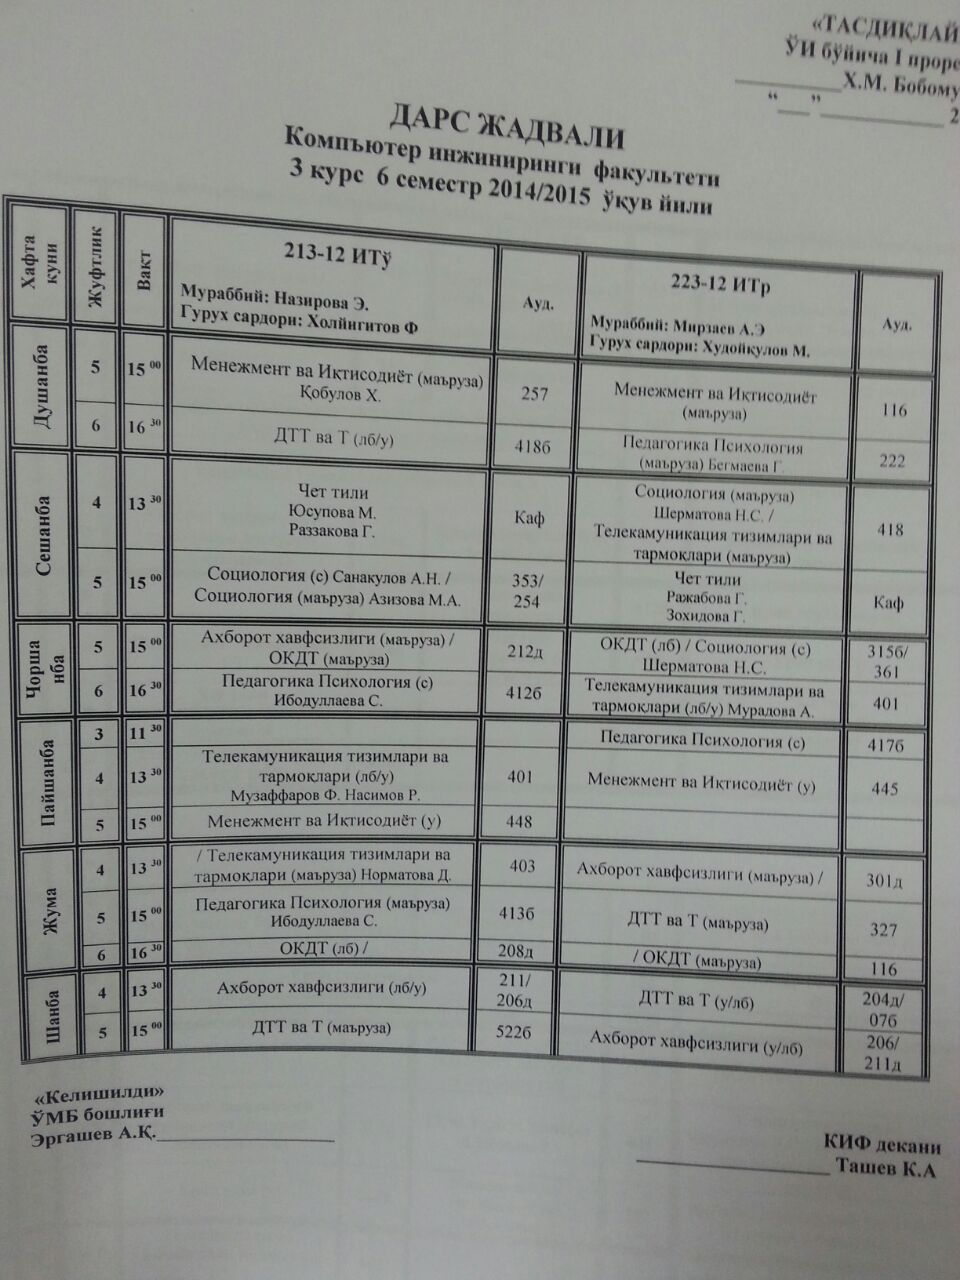 «ТАСДИҚЛАЙ
ЎИ бўйича I проре
__________Х.М. Бобому
“___”____________ 2
ДАРС ЖАДВАЛИ
Компъютер инжиниринги факультети
3 курс 6 семестр 2014/2015 ўқув йили
Хафта куни
Жуфтлик
Вакт
213-12 ИТў
Мураббий: Назирова Э.
Гурух сардори: Холйнгитов Ф
Ауд.
223-12 ИТр
Мураббий: Мирзаев А.Э
Гурух сардори: Худойқулов М.
Ауд.
Душанба
5
15 00
Менежмент ва Иқтисодиёт (маъруза)
Қобулов Х.
257
Менежмент ва Иқтисодиёт
(маъруза)
116
6
16 30
ДТТ ва Т (лб/у)
418б
Педагогика Психология
(маъруза) Бегмаева Г.
222
Сешанба
4
13 30
Чет тили
Юсупова М.
Раззакова Г.
Каф
Социология (маъруза)
Шерматова Н.С. /
Телекамуникация тизимлари ва
тармоқлари (маъруза)
418
5
15 00
Социология (с) Санакулов А.Н. /
Социология (маъруза) Азизова М.А.
353/
254
Чет тили
Ражабова Г.
Зохидова Г.
Каф
Чорша
нба
5
15 00
Ахборот хавфсизлиги (маъруза) /
ОКДТ (маъруза)
212д
ОКДТ (лб) / Социология (с)
Шерматова Н.С.
315б/
361
6
16 30
Педагогика Психология (с)
Ибодуллаева С.
412б
Телекамуникация тизимлари ва
тармоқлари (лб/у) Мурадова А.
401
Пайшанба
3
11 30
Педагогика Психология (с)
417б
4
13 30
Телекамуникация тизимлари ва
тармоқлари (лб/у)
Музаффаров Ф. Насимов Р.
401
Менежмент ва Иқтисодиёт (у)
445
5
15 00
Менежмент ва Иқтисодиёт (у)
448
Жума
4
13 30
/ Телекамуникация тизимлари ва
тармоқлари (маъруза) Норматова Д.
403
Ахборот хавфсизлиги (маъруза) /
301д
5
15 00
Педагогика Психология (маъруза)
Ибодуллаева С.
413б
ДТТ ва Т (маъруза)
327
6
16 30
ОКДТ (лб) /
208д
/ ОКДТ (маъруза)
116
Шанба
4
13 30
Ахборот хавфсизлиги (лб/у)
211/
206д
ДТТ ва Т (у/лб)
204д/
07б
5
15 00
ДТТ ва Т (маъруза)
522б
Ахборот хавфсизлиги (у/лб)
206/
211д
«Келишилди»
ЎМБ бошлиғи
Эргашев А.Қ.__________________
КИФ декани
__________________ Ташев К.А